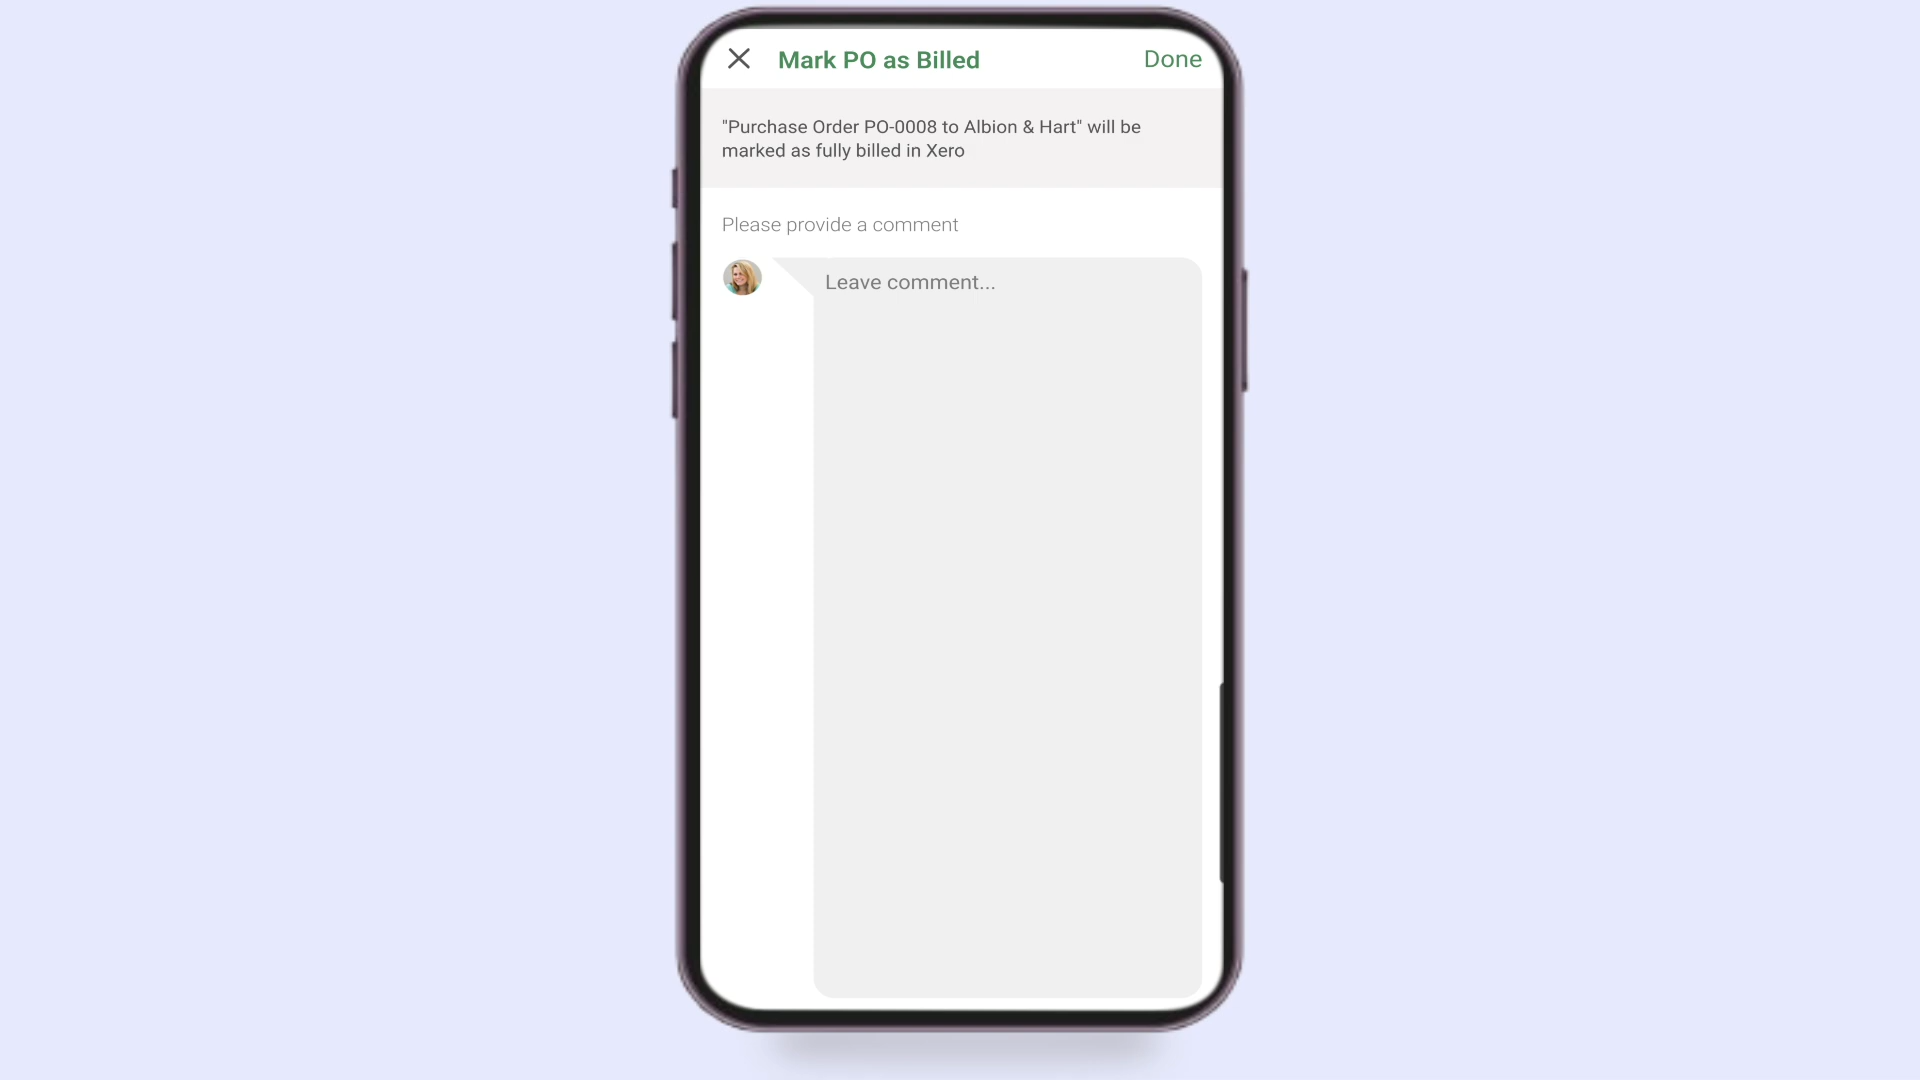 Mark PO as Billed
Done
"Purchase Order PO-0008 to Albion & Hart" will be
marked as fully billed in Xero
Please provide a comment
Leave comment...